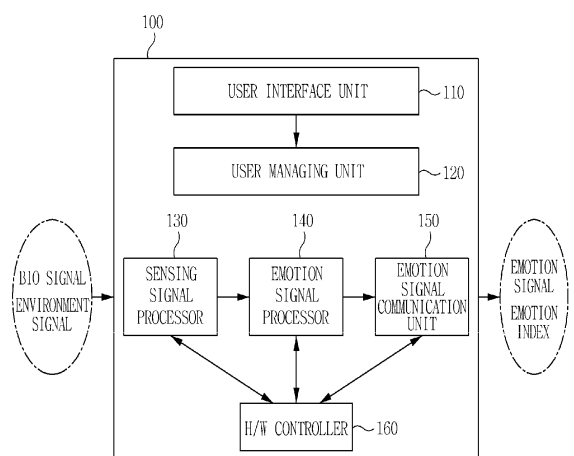 100
USER INTERFACE UNIT
110
USER MANAGING UNIT
120
130
140
150
BIO SIGNAL
ENVIRONMENT
SIGNAL
SENSING
SIGNAL
PROCESSOR
EMOTION
SIGNAL
PROCESSOR
EMOTION
SIGNAL
COMMUNICATION
UNIT
EMOTION
SIGNAL
EMOTION
INDEX
H/W CONTROLLER
160